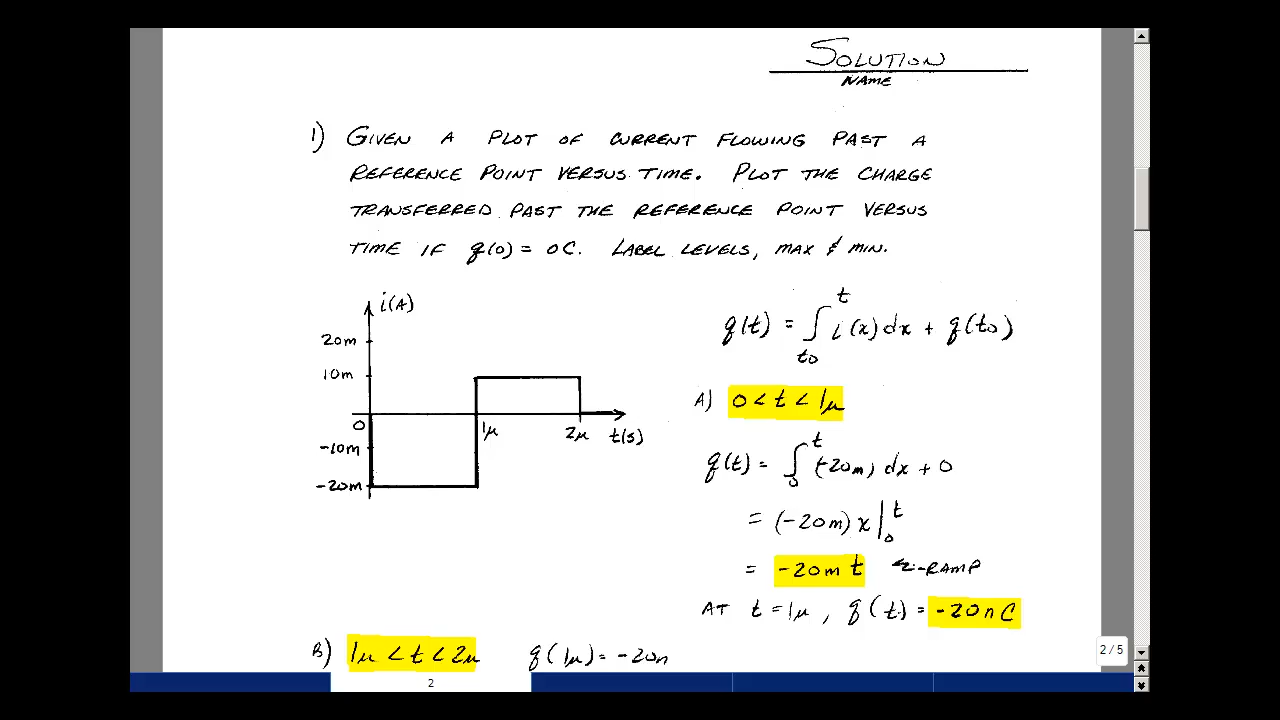 SOLUTION
NAME
1) GIVEN A PLOT OF CURRENT FLOWING PAST A
REFERENCE POINT VERSUS TIME. PLOT THE CHARGE
TRANSFERRED PAST THE REFERENCE POINT VERSUS
TIME IF q(0) = 0C. LABEL LEVELS, MAX & MIN.
i(A)
20m
10m
0
-10m
-20m
1μ
2μ
t(s)
q(t) = ∫_{t0}^{t} i(x)dx + q(t0)
A) 0 < t < 1μ
q(t) = ∫_{0}^{t} (-20m) dx + 0
= (-20m) x |_{0}^{t}
= -20m t ← -RAMP
AT t = 1μ, q(t) = -20nC
B) 1μ < t < 2μ q(1μ) = -20n
2/5
2